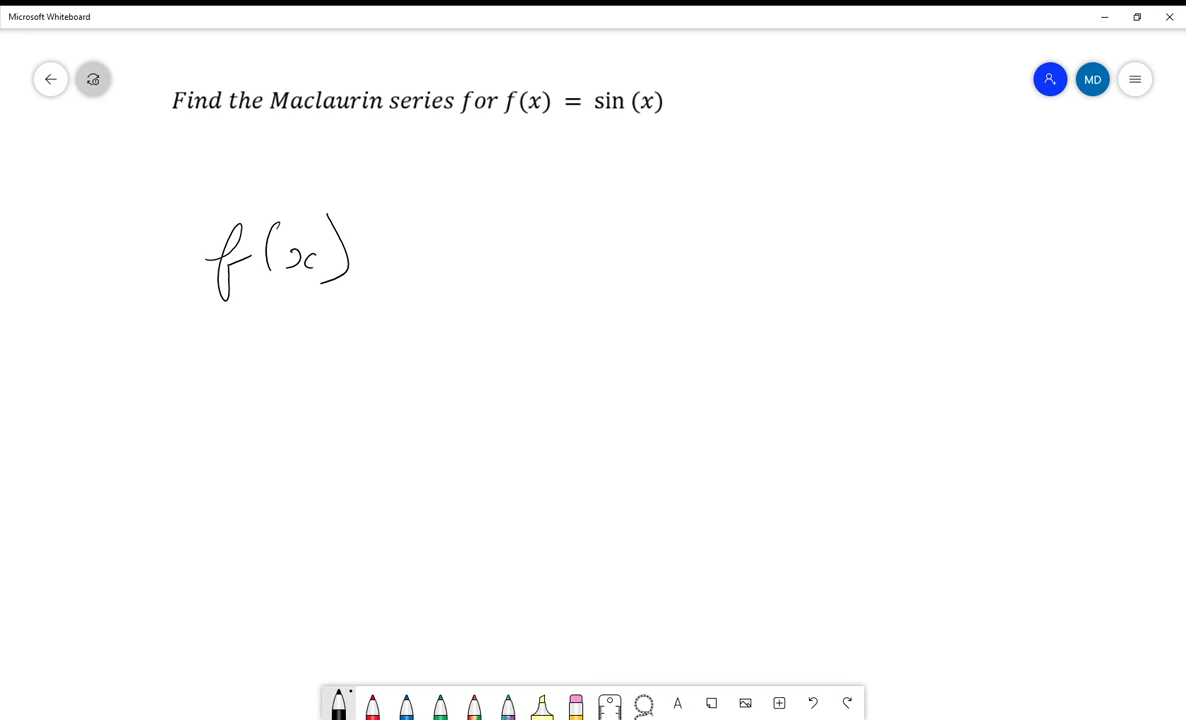 Microsoft Whiteboard
MD
Find the Maclaurin series for f(x) = sin (x)
f(x)
A